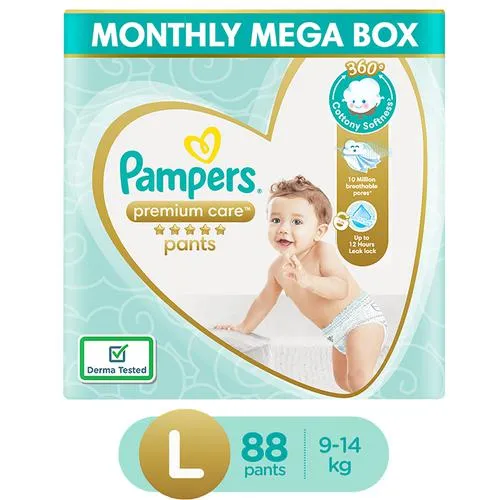 MONTHLY MEGA BOX
360°
Cottony Softness>
Pampers®
premium care™
pants
10 Million
breathable
pores*
Up to
12 Hours
Leak lock
Derma Tested
L
88
pants
9-14
kg